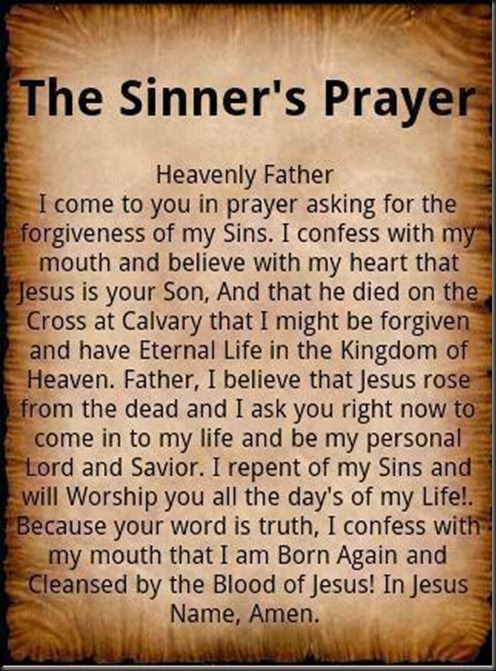 The Sinner's Prayer
Heavenly Father
I come to you in prayer asking for the
forgiveness of my Sins. I confess with my
mouth and believe with my heart that
Jesus is your Son, And that he died on the
Cross at Calvary that I might be forgiven
and have Eternal Life in the Kingdom of
Heaven. Father, I believe that Jesus rose
from the dead and I ask you right now to
come in to my life and be my personal
Lord and Savior. I repent of my Sins and
will Worship you all the day's of my Life!.
Because your word is truth, I confess with
my mouth that I am Born Again and
Cleansed by the Blood of Jesus! In Jesus
Name, Amen.